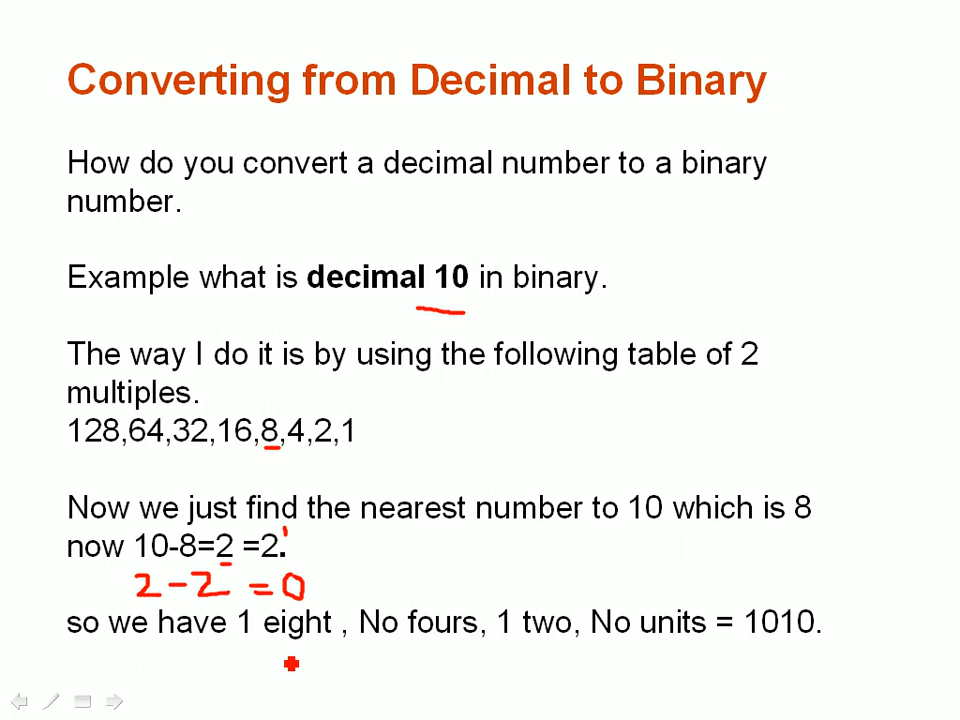 Converting from Decimal to Binary
How do you convert a decimal number to a binary
number.
Example what is decimal 10 in binary.
The way I do it is by using the following table of 2
multiples.
128,64,32,16,8,4,2,1
Now we just find the nearest number to 10 which is 8
now 10-8=2 =2.
2-2=0
so we have 1 eight , No fours, 1 two, No units = 1010.